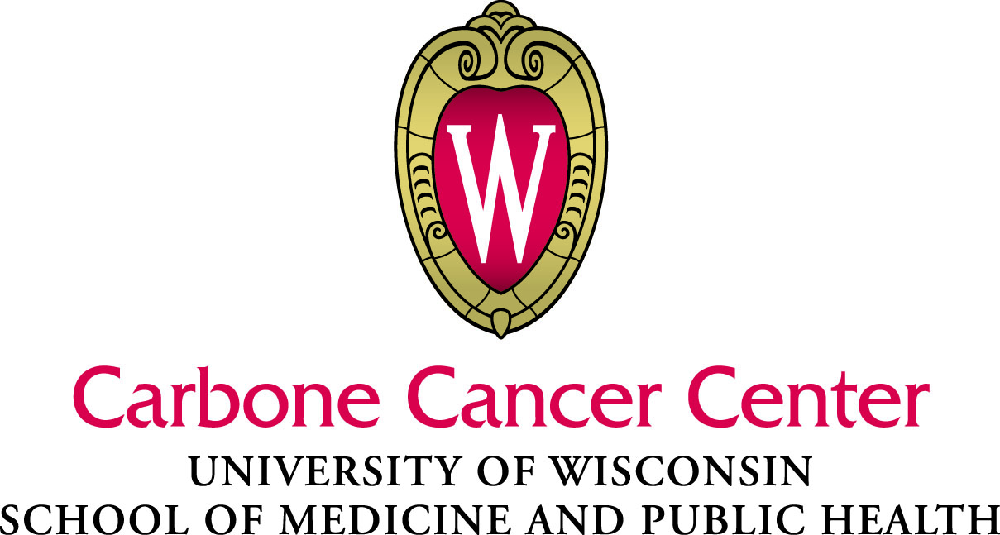 W
Carbone Cancer Center
UNIVERSITY OF WISCONSIN
SCHOOL OF MEDICINE AND PUBLIC HEALTH